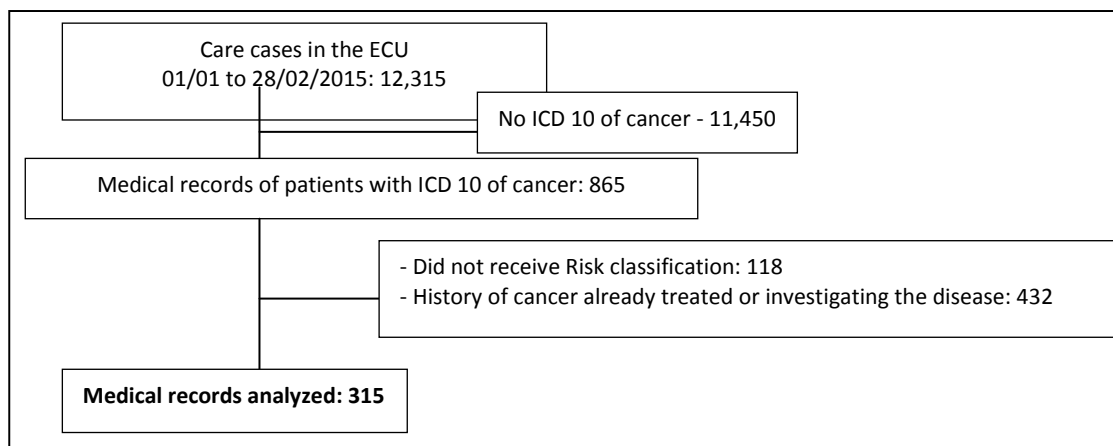 Care cases in the ECU
01/01 to 28/02/2015: 12,315
No ICD 10 of cancer - 11,450
Medical records of patients with ICD 10 of cancer: 865
- Did not receive Risk classification: 118
- History of cancer already treated or investigating the disease: 432
Medical records analyzed: 315